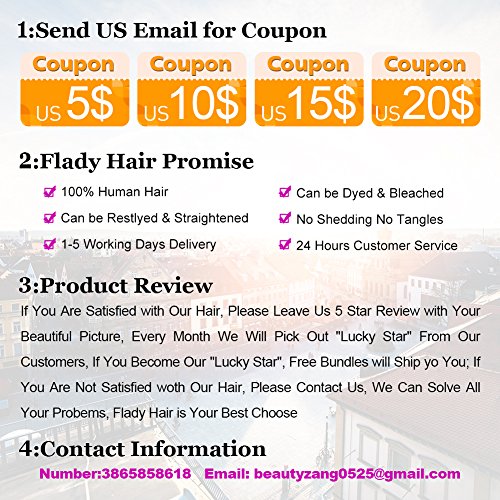 1:Send US Email for Coupon
Coupon Coupon Coupon Coupon
US 5$ US 10$ US 15$ US 20$
2:Flady Hair Promise
100% Human Hair Can be Dyed & Bleached
Can be Restlyed & Straightened No Shedding No Tangles
1-5 Working Days Delivery 24 Hours Customer Service
3:Product Review
If You Are Satisfied with Our Hair, Please Leave Us 5 Star Review with Your
Beautiful Picture, Every Month We Will Pick Out "Lucky Star" From Our
Customers, If You Become Our "Lucky Star", Free Bundles will Ship yo You; If
You Are Not Satisfied woth Our Hair, Please Contact Us, We Can Solve All
Your Probems, Flady Hair is Your Best Choose
4:Contact Information
Number:3865858618 Email: beautyzang0525@gmail.com